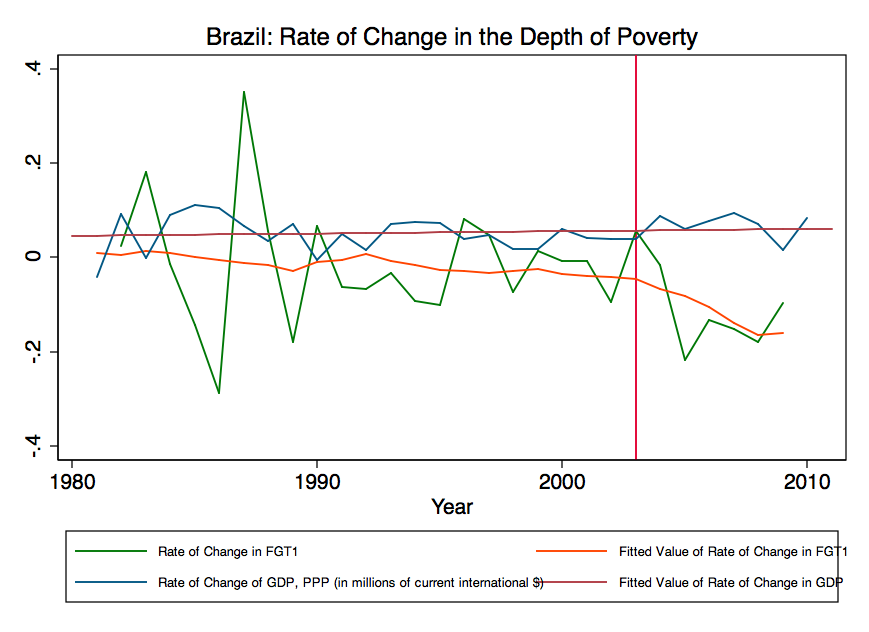 Brazil: Rate of Change in the Depth of Poverty
.4
.2
0
-.2
-.4
1980 1990 2000 2010
Year
Rate of Change in FGT1 Fitted Value of Rate of Change in FGT1
Rate of Change of GDP, PPP (in millions of current international $) Fitted Value of Rate of Change in GDP